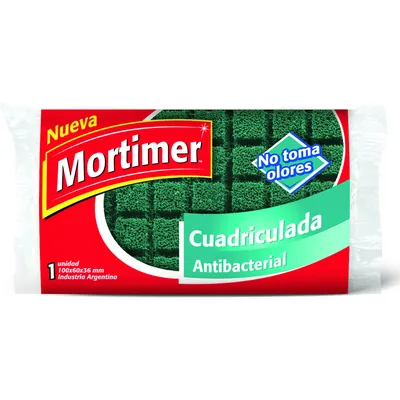 Nueva
Mortimer
No toma
olores
Cuadriculada
Antibacterial
1 unidad
100x60x36 mm
Industria Argentina